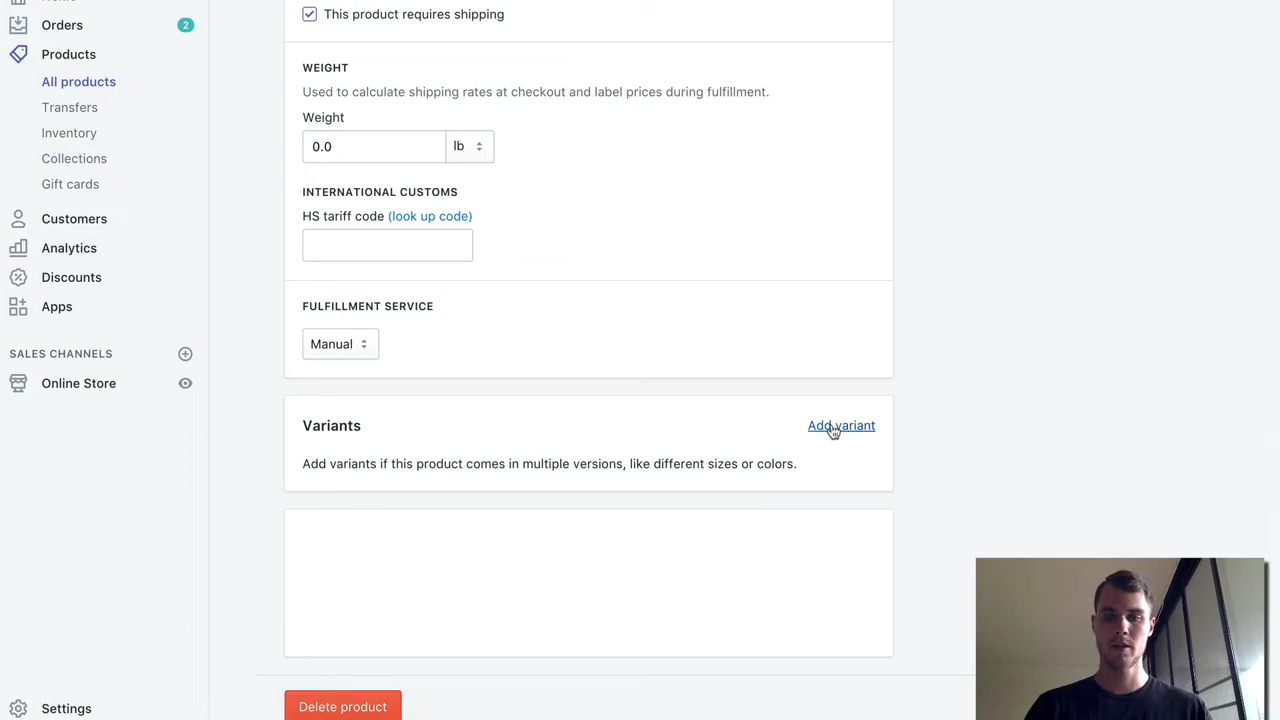 Home
This product requires shipping
Orders 2
Products
All products
Transfers
Inventory
Collections
Gift cards
Customers
Analytics
Discounts
Apps
SALES CHANNELS
Online Store
Settings
WEIGHT
Used to calculate shipping rates at checkout and label prices during fulfillment.
Weight
0.0 lb
INTERNATIONAL CUSTOMS
HS tariff code (look up code)
FULFILLMENT SERVICE
Manual
Variants Add variant
Add variants if this product comes in multiple versions, like different sizes or colors.
Delete product